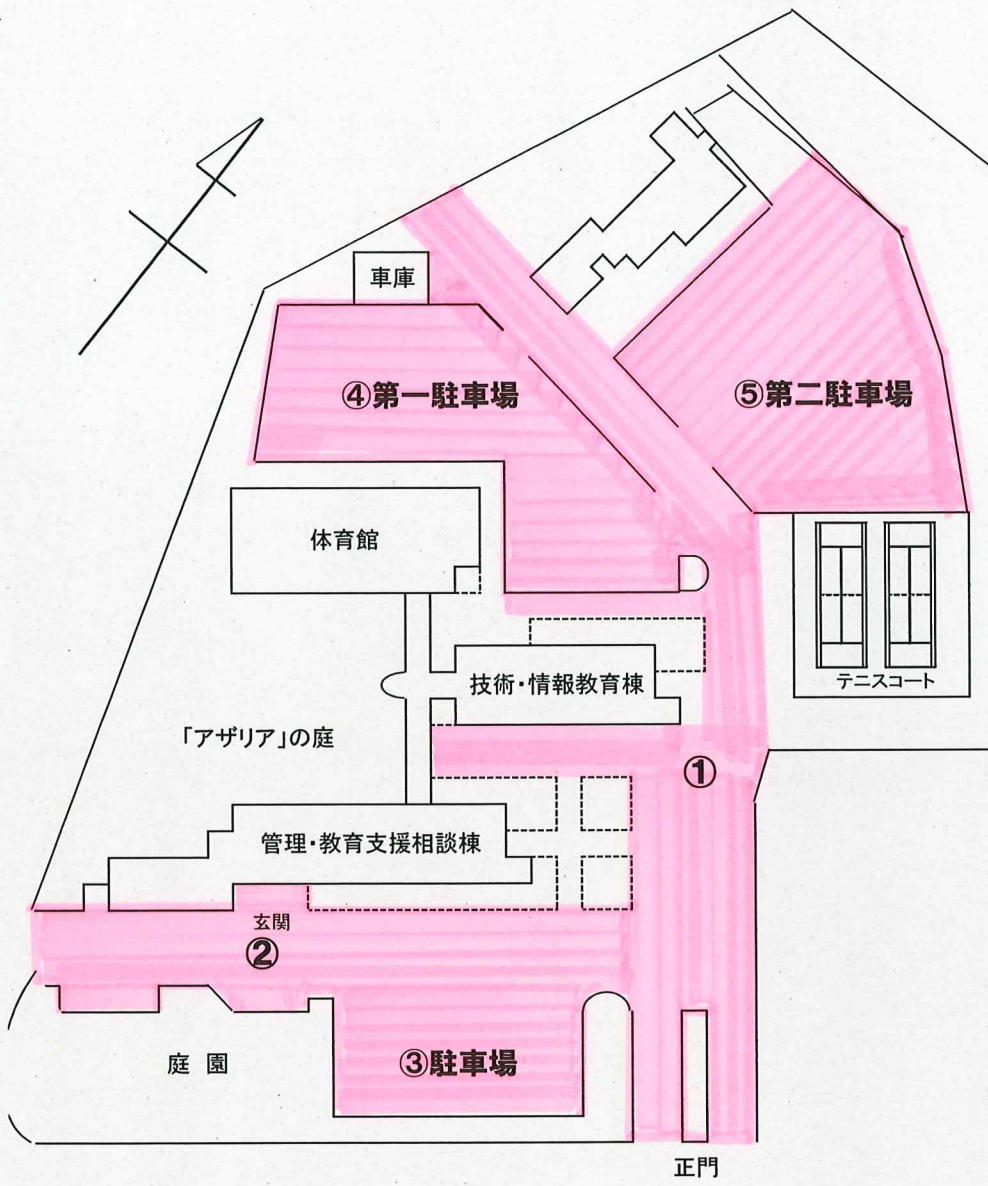 車庫
④第一駐車場
⑤第二駐車場
体育館
テニスコート
技術・情報教育棟
「アザリア」の庭
①
管理・教育支援相談棟
玄関
②
③駐車場
庭園
正門